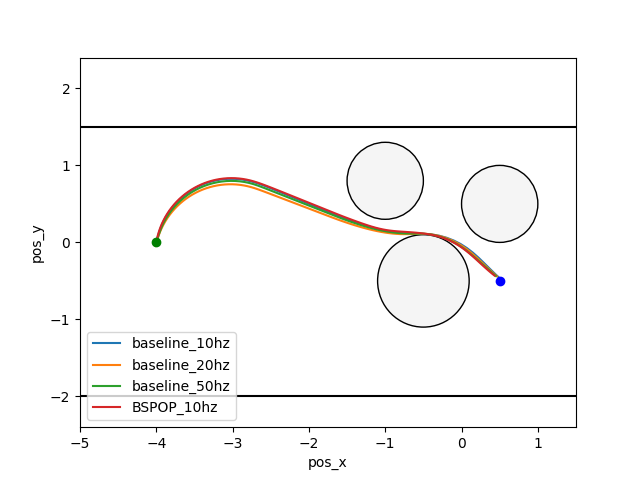 2
1
0
−1
−2
pos_y
baseline_10hz
baseline_20hz
baseline_50hz
BSPOP_10hz
−5 −4 −3 −2 −1 0 1
pos_x